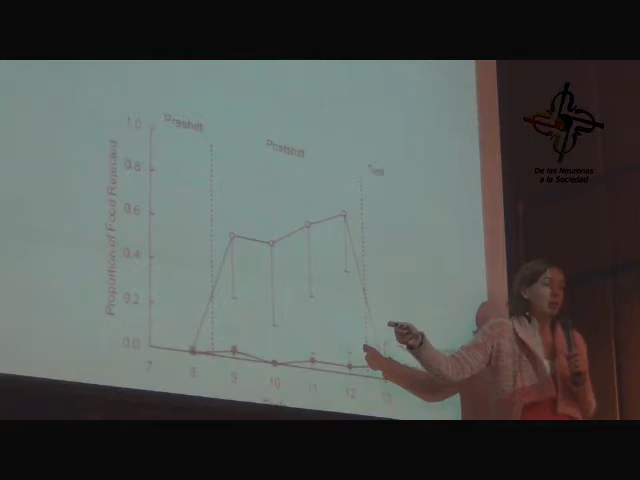 Preshift
Postshift
Test
Proportion of Food Rejected
1.0
0.8
0.6
0.4
0.2
0.0
7
8
9
10
11
12
13
De las Neuronas
a la Sociedad